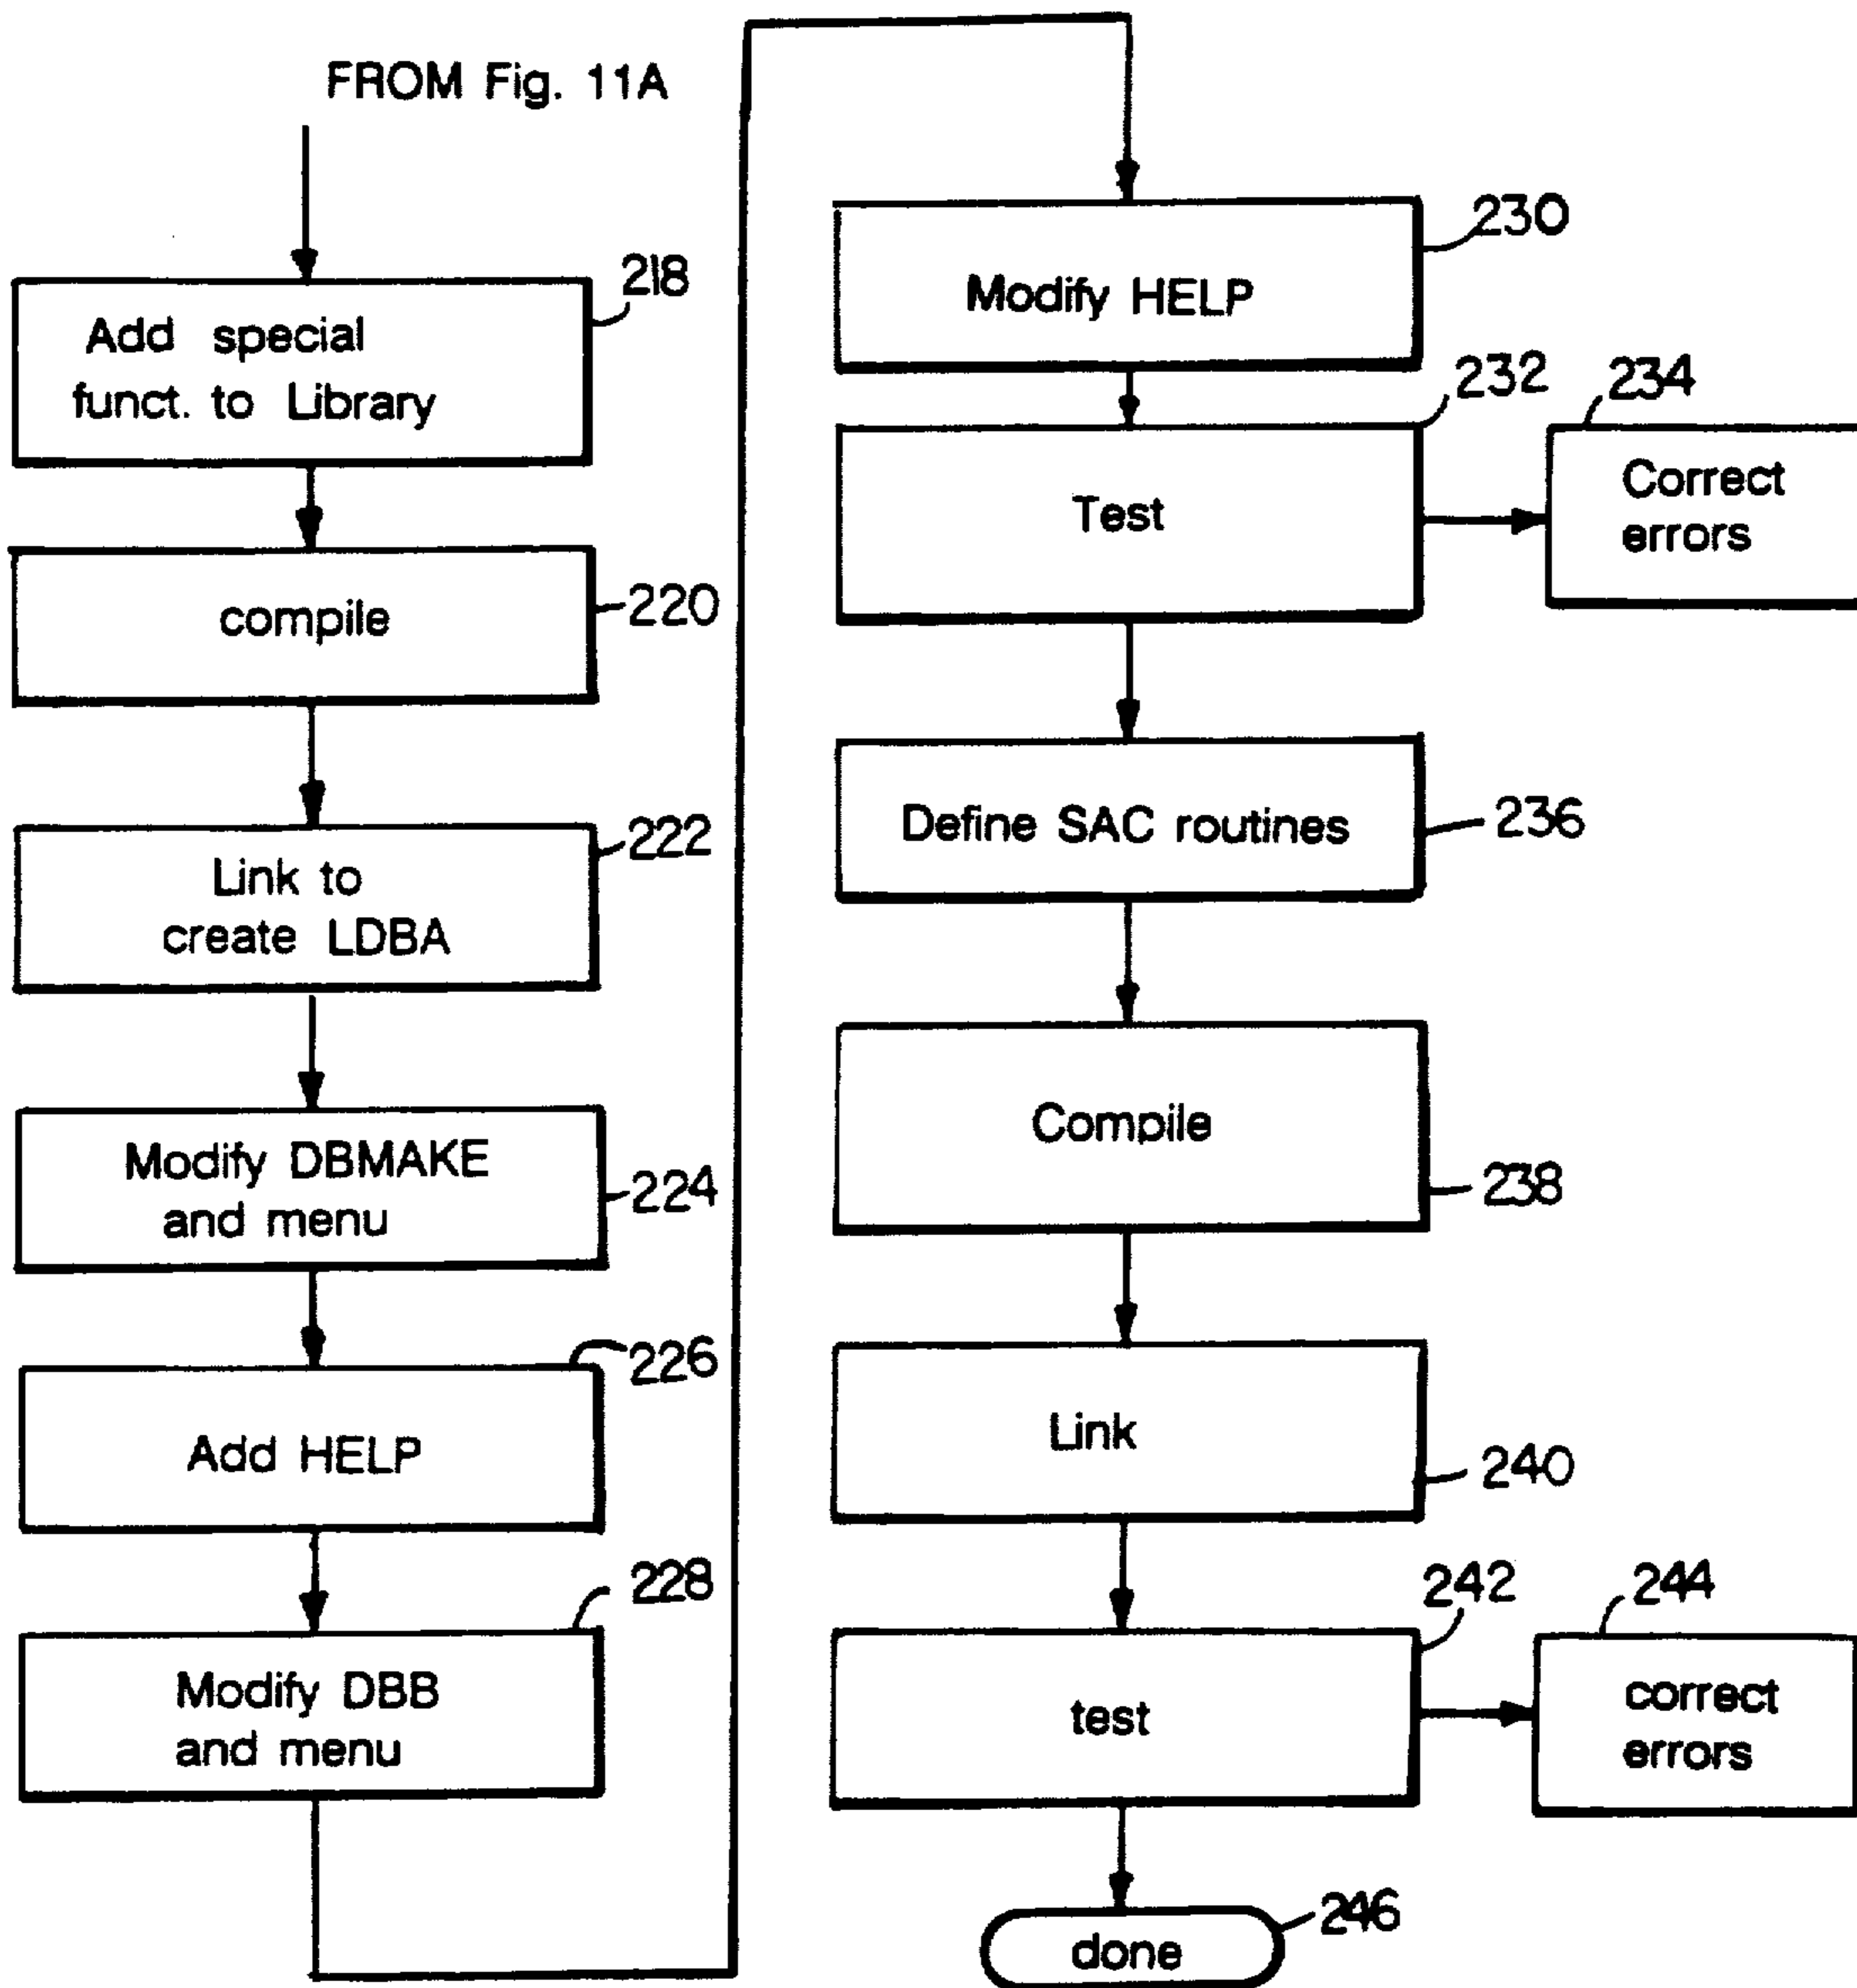 FROM Fig. 11A
218
Add special
funct. to Library
compile
220
222
Link to
create LDBA
Modify DBMAKE
and menu
224
226
Add HELP
228
Modify DBB
and menu
230
Modify HELP
232
Test
234
Correct
errors
Define SAC routines
236
Compile
238
Link
240
242
test
244
correct
errors
246
done